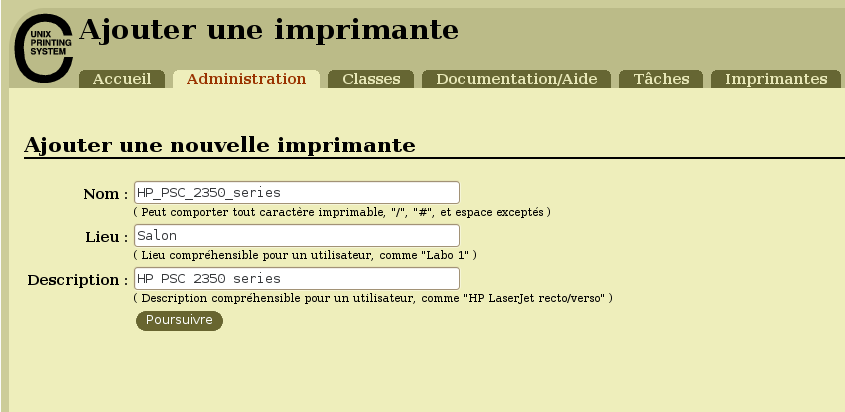 UNIX
PRINTING
SYSTEM
Ajouter une imprimante
Accueil Administration Classes Documentation/Aide Tâches Imprimantes
Ajouter une nouvelle imprimante
Nom : HP_PSC_2350_series
( Peut comporter tout caractère imprimable, "/", "#", et espace exceptés )
Lieu : Salon
( Lieu compréhensible pour un utilisateur, comme "Labo 1" )
Description : HP PSC 2350 series
( Description compréhensible pour un utilisateur, comme "HP LaserJet recto/verso" )
Poursuivre